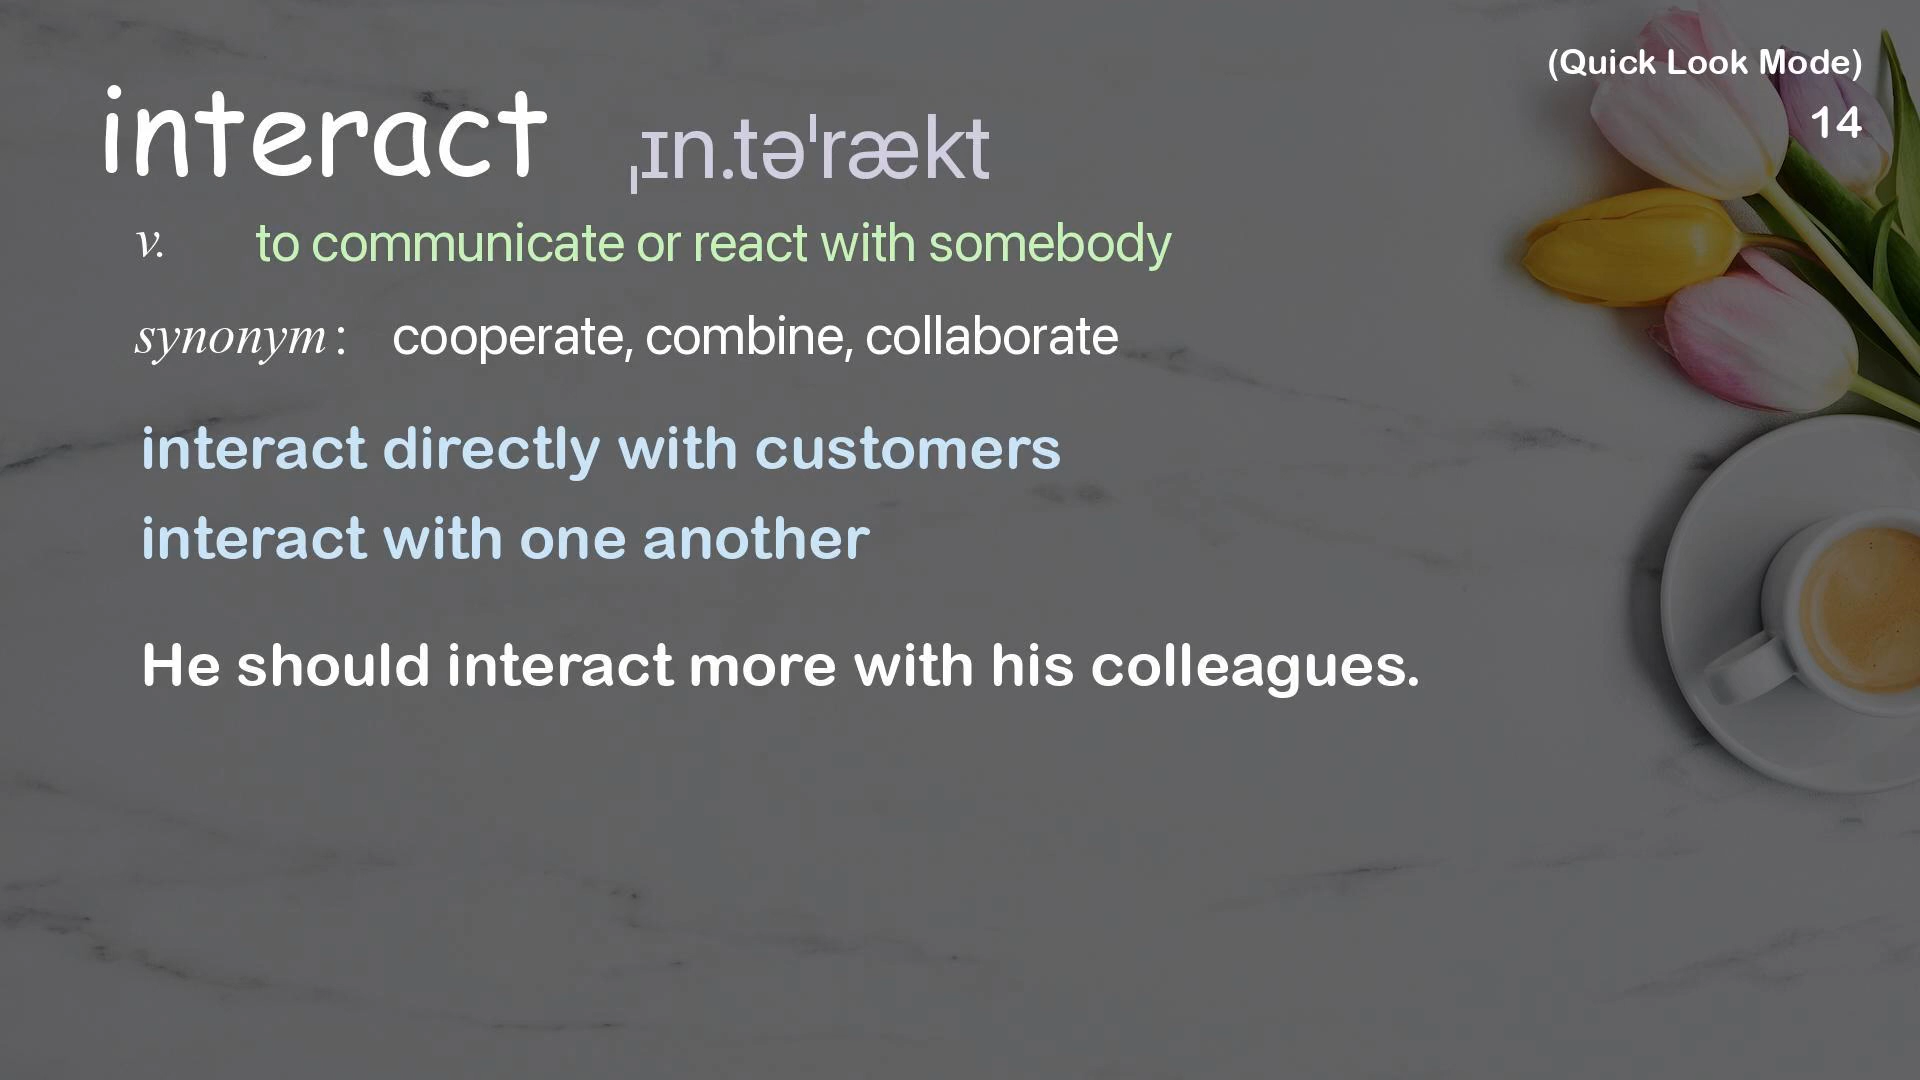 (Quick Look Mode)
14
interact ˌɪn.təˈrækt
v. to communicate or react with somebody
synonym : cooperate, combine, collaborate
interact directly with customers
interact with one another
He should interact more with his colleagues.